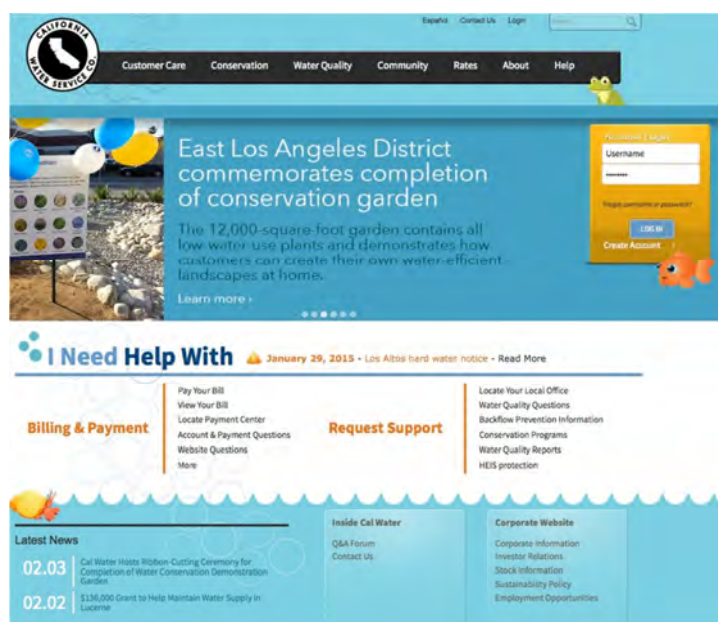 Español Contact Us Login
CALIFORNIA
WATER SERVICE CO.
Customer Care Conservation Water Quality Community Rates About Help
East Los Angeles District
commemorates completion
of conservation garden
The 12,000-square-foot garden contains all
low-water-use plants and demonstrates how
customers can create their own water-efficient
landscapes at home.
Learn more ›
Username
Forgot username or password?
LOG IN
Create Account
I Need Help With
January 29, 2015 - Los Altos hard water notice - Read More
Billing & Payment
Pay Your Bill
View Your Bill
Locate Payment Center
Account & Payment Questions
Website Questions
More
Request Support
Locate Your Local Office
Water Quality Questions
Backflow Prevention Information
Conservation Programs
Water Quality Reports
HEIS protection
Latest News
02.03 Cal Water Hosts Ribbon-Cutting Ceremony for
Completion of Water Conservation Demonstration
Garden
02.02 $136,000 Grant to Help Maintain Water Supply in
Lucerne
Inside Cal Water
Q&A Forum
Contact Us
Corporate Website
Corporate Information
Investor Relations
Stock Information
Sustainability Policy
Employment Opportunities